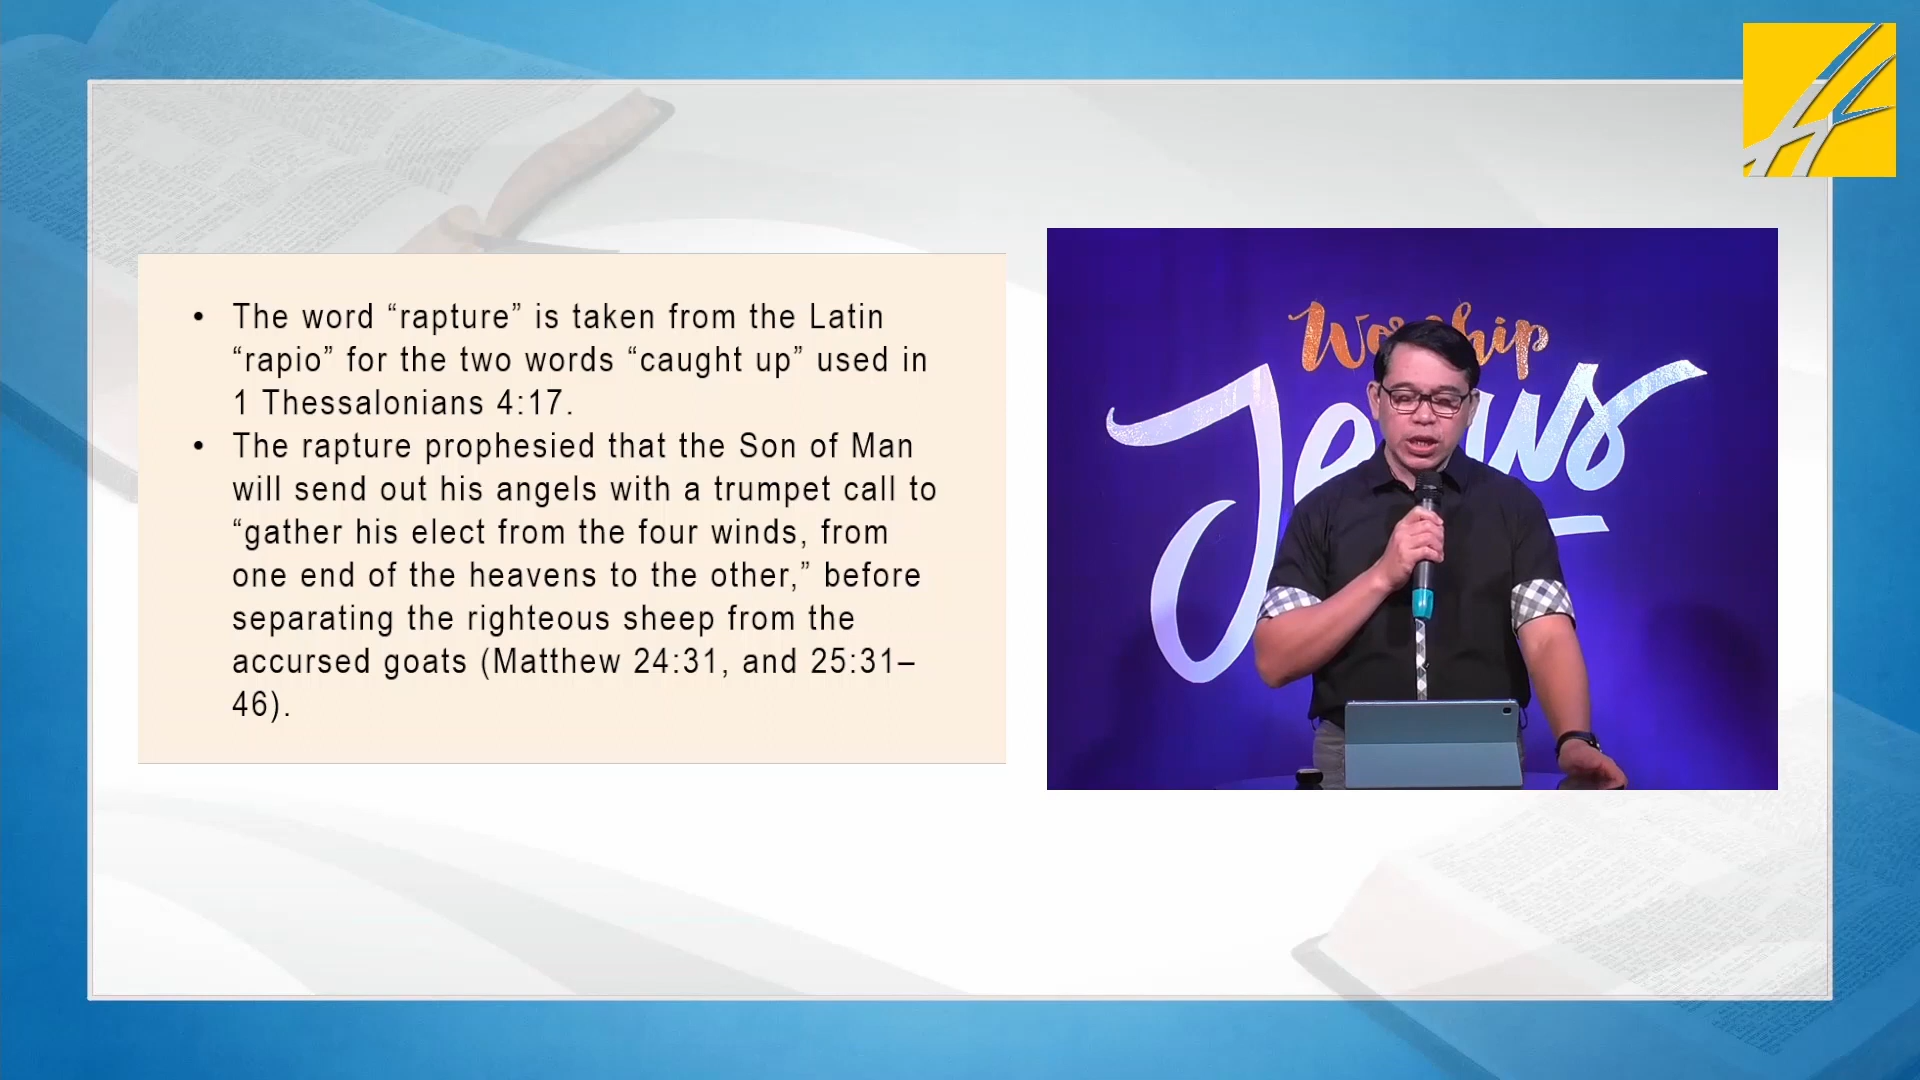 • The word “rapture” is taken from the Latin
“rapio” for the two words “caught up” used in
1 Thessalonians 4:17.
• The rapture prophesied that the Son of Man
will send out his angels with a trumpet call to
“gather his elect from the four winds, from
one end of the heavens to the other,” before
separating the righteous sheep from the
accursed goats (Matthew 24:31, and 25:31–
46).
Worship
Jesus